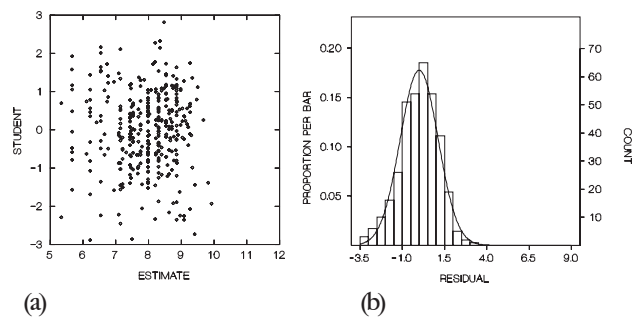 3
2
1
0
−1
−2
−3
STUDENT
5 6 7 8 9 10 11 12
ESTIMATE
(a)
0.20
0.15
0.10
0.05
PROPORTION PER BAR
70
60
50
40
30
20
10
COUNT
−3.5 −1.0 1.5 4.0 6.5 9.0
RESIDUAL
(b)